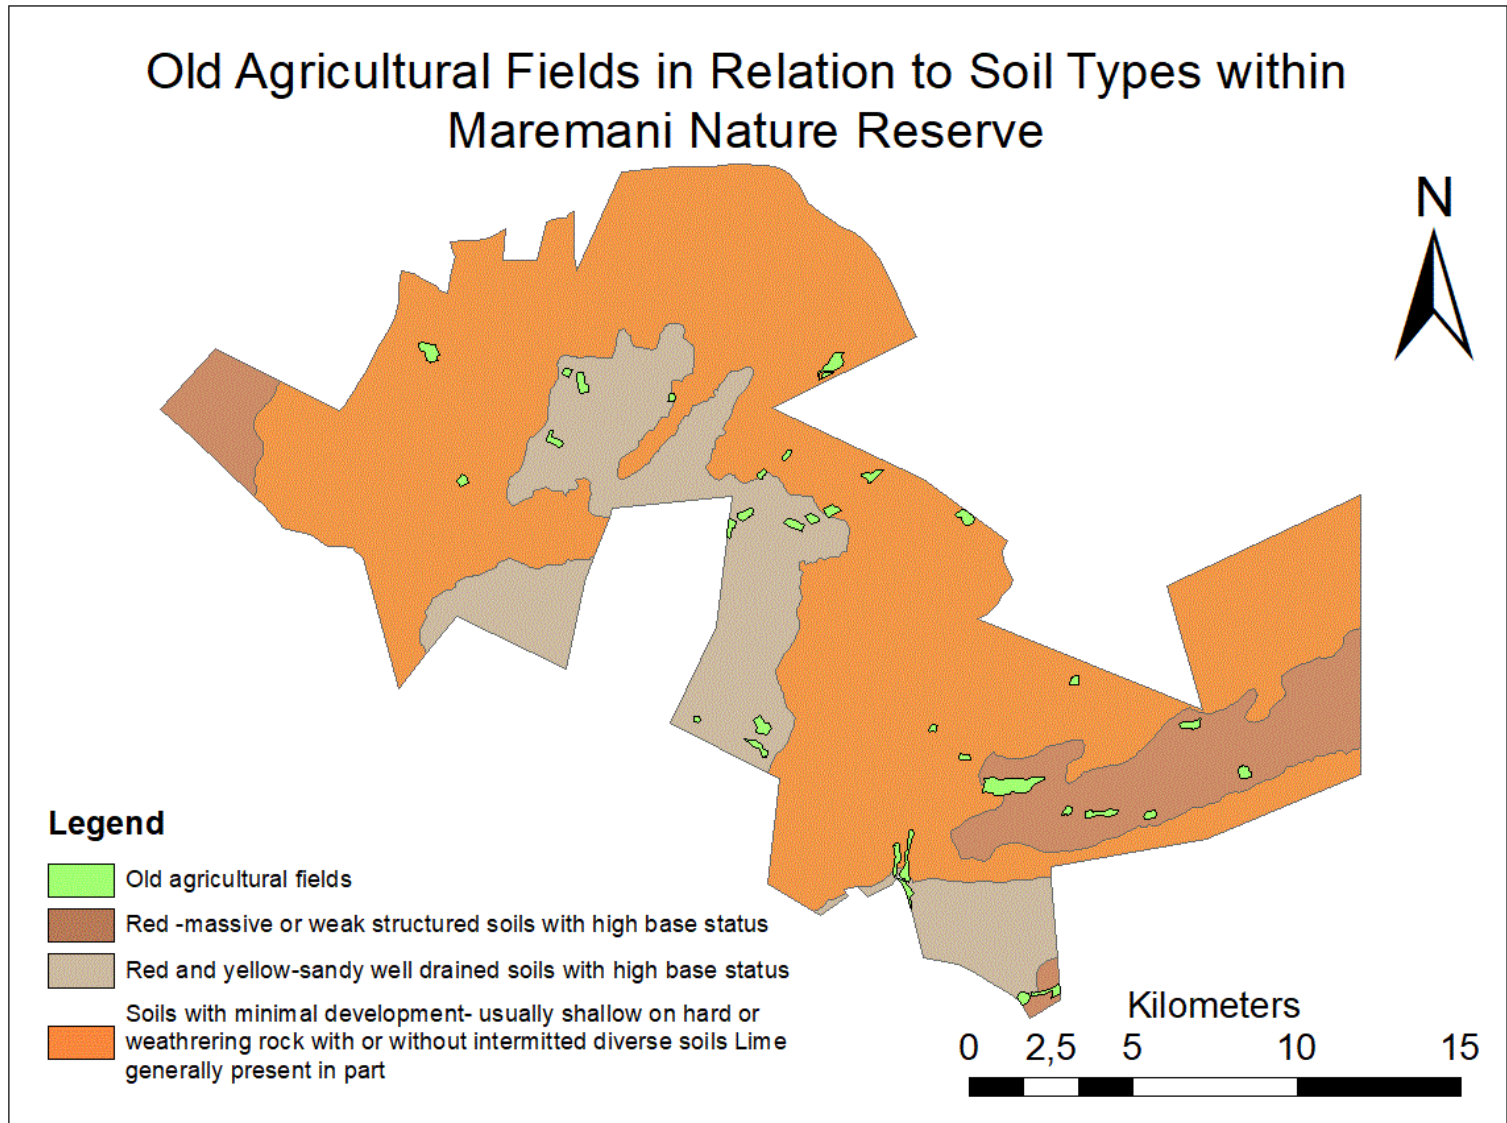 Old Agricultural Fields in Relation to Soil Types within
Maremani Nature Reserve
N
Legend
Old agricultural fields
Red -massive or weak structured soils with high base status
Red and yellow-sandy well drained soils with high base status
Soils with minimal development- usually shallow on hard or
weathrering rock with or without intermitted diverse soils Lime
generally present in part
Kilometers
0 2,5 5 10 15